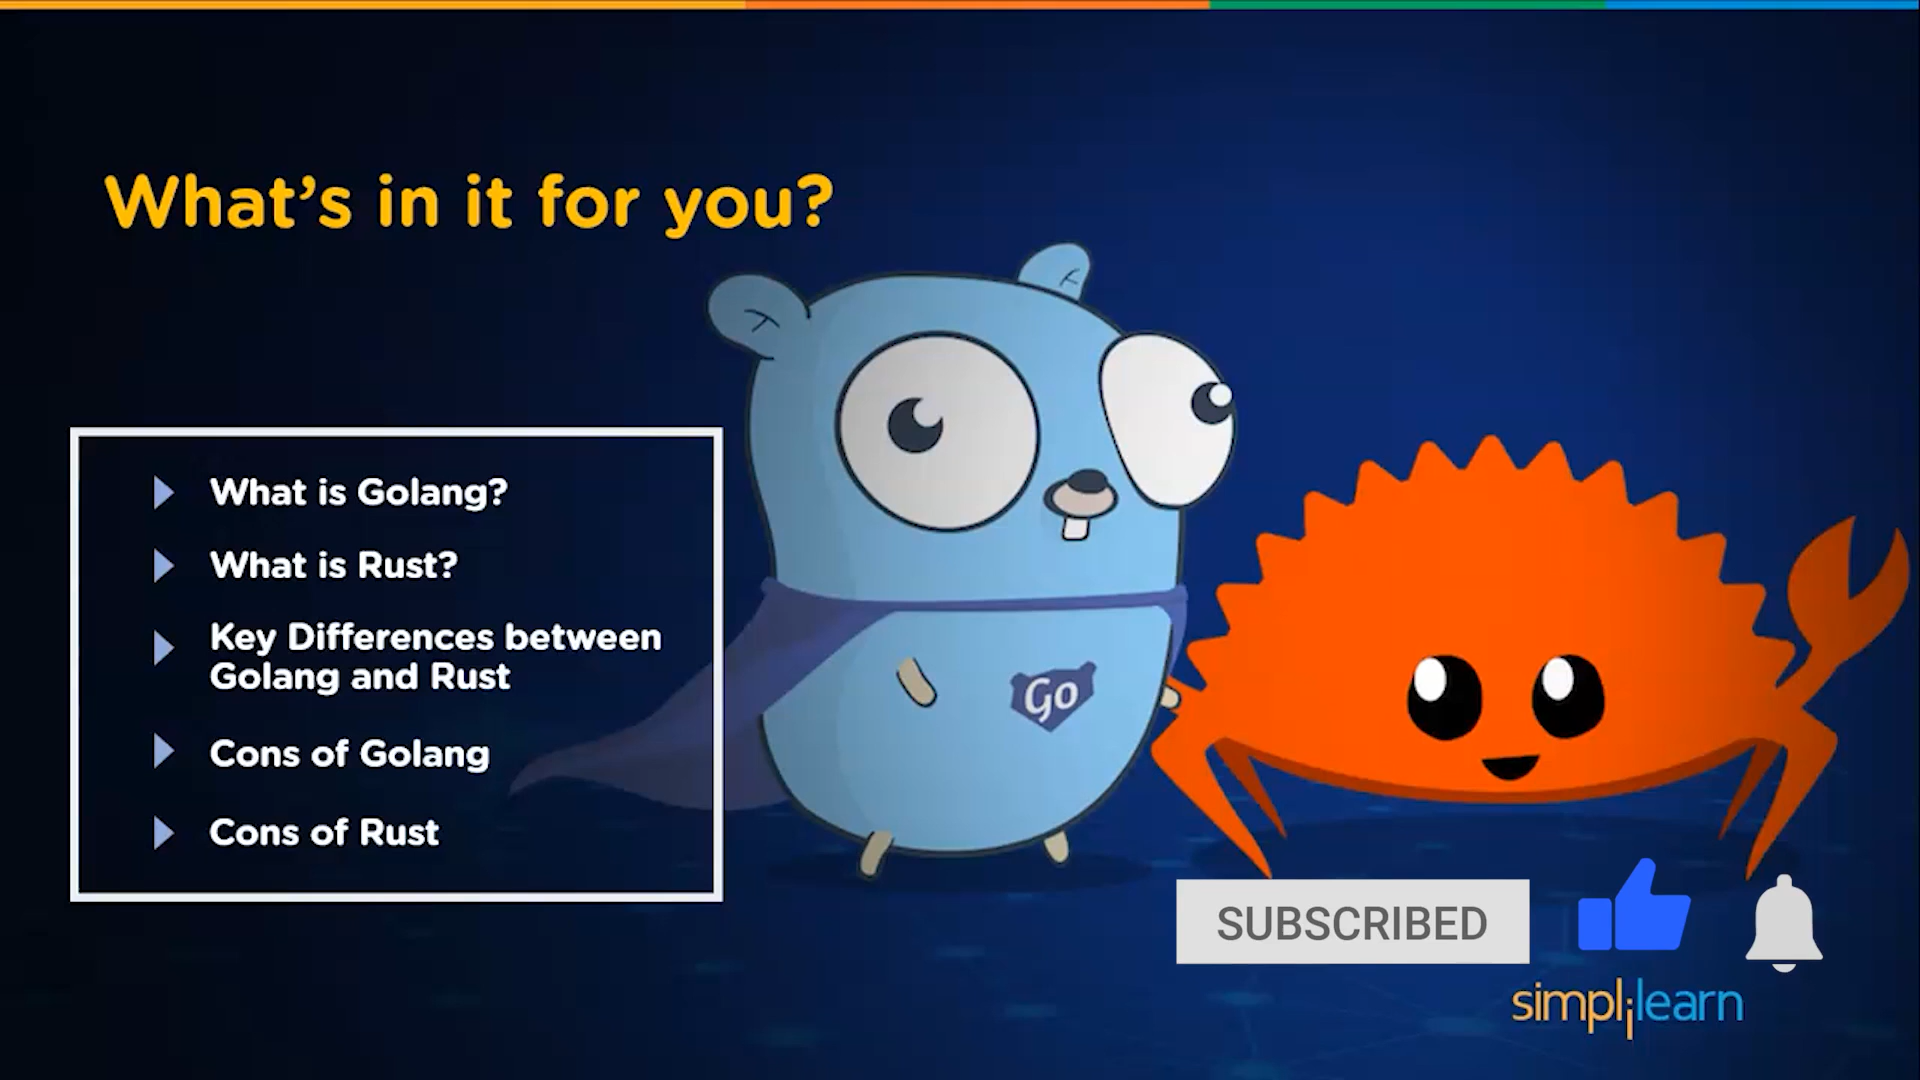 What's in it for you?
What is Golang?
What is Rust?
Key Differences between
Golang and Rust
Cons of Golang
Cons of Rust
Go
SUBSCRIBED
simplilearn